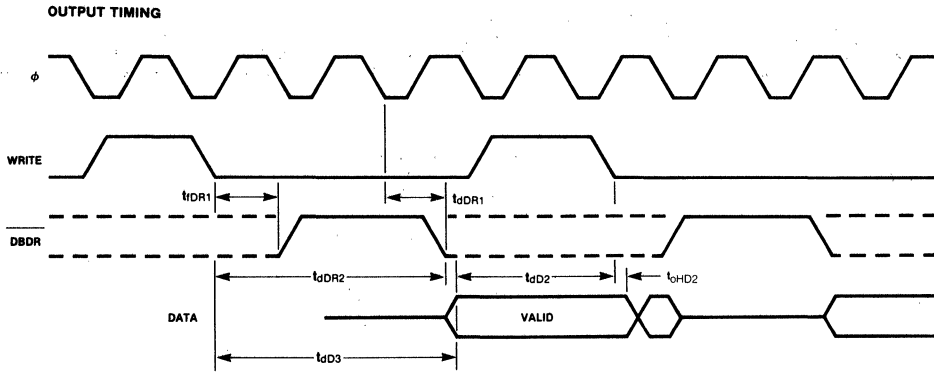 OUTPUT TIMING
ϕ
WRITE
tfDR1
tdDR1
DBDR
tdDR2
tdD2
toHD2
DATA
VALID
tdD3